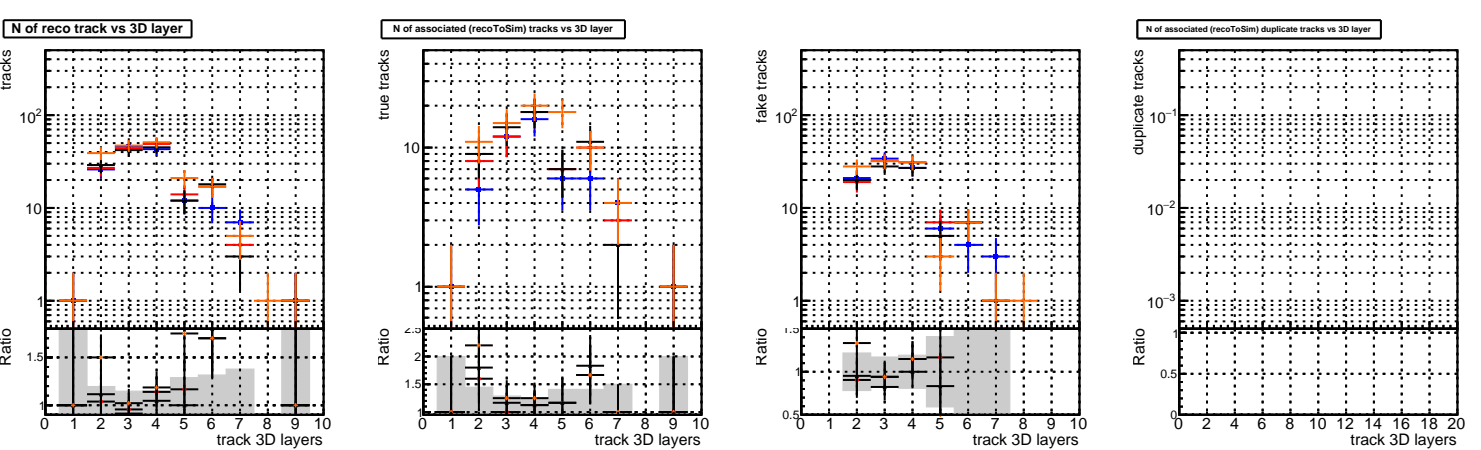 N of reco track vs 3D layer
tracks
10²
10
1
Ratio
1.5
1
0 1 2 3 4 5 6 7 8 9 10
track 3D layers
N of associated (recoToSim) tracks vs 3D layer
true tracks
10
1
Ratio
2.5
2
1.5
1
0 1 2 3 4 5 6 7 8 9 10
track 3D layers
fake tracks
10²
10
1
Ratio
1.5
1
0.5
0 1 2 3 4 5 6 7 8 9 10
track 3D layers
N of associated (recoToSim) duplicate tracks vs 3D layer
duplicate tracks
10⁻¹
10⁻²
10⁻³
Ratio
1
0.5
0
0 2 4 6 8 10 12 14 16 18 20
track 3D layers